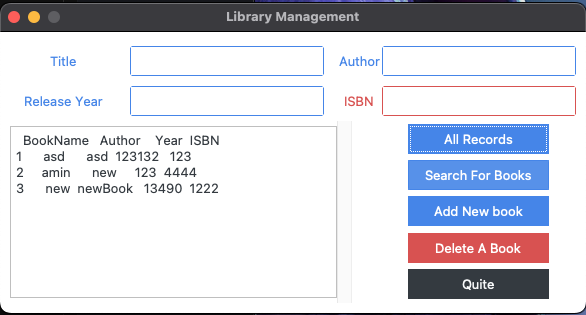 Library Management
Title
Author
Release Year
ISBN
BookName Author Year ISBN
1 asd asd 123132 123
2 amin new 123 4444
3 new newBook 13490 1222
All Records
Search For Books
Add New book
Delete A Book
Quite